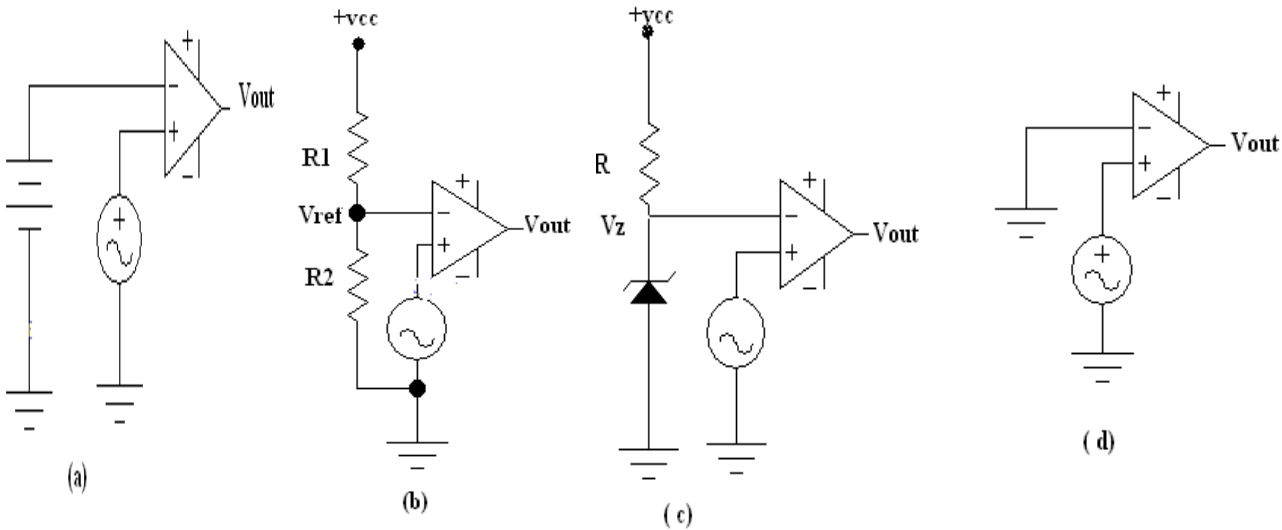 +
-
+
-
Vout
+
(a)
+vcc
R1
Vref
R2
+
-
+
-
Vout
(b)
+vcc
R
Vz
+
-
+
-
Vout
( c)
+
-
+
-
Vout
+
( d)